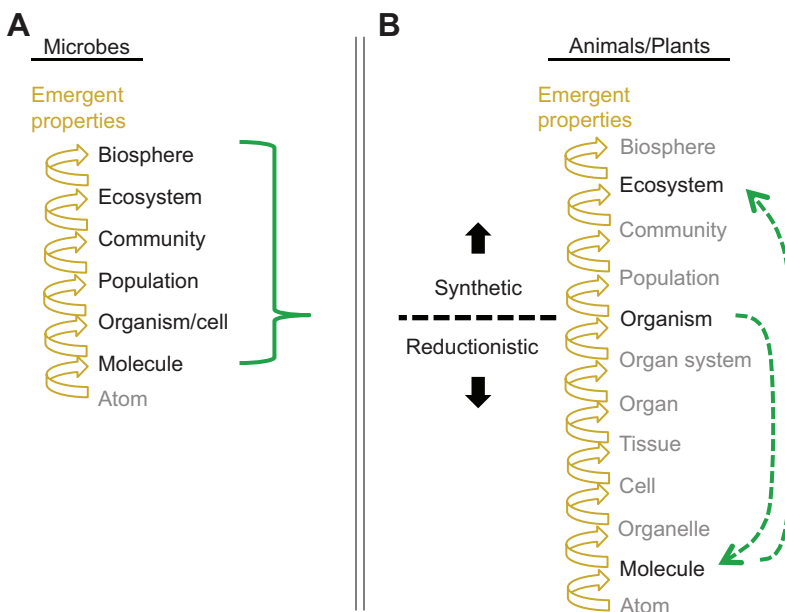 A
Microbes
Emergent
properties
Biosphere
Ecosystem
Community
Population
Organism/cell
Molecule
Atom
B
Animals/Plants
Emergent
properties
Biosphere
Ecosystem
Community
Population
Organism
Organ system
Organ
Tissue
Cell
Organelle
Molecule
Atom
Synthetic
Reductionistic